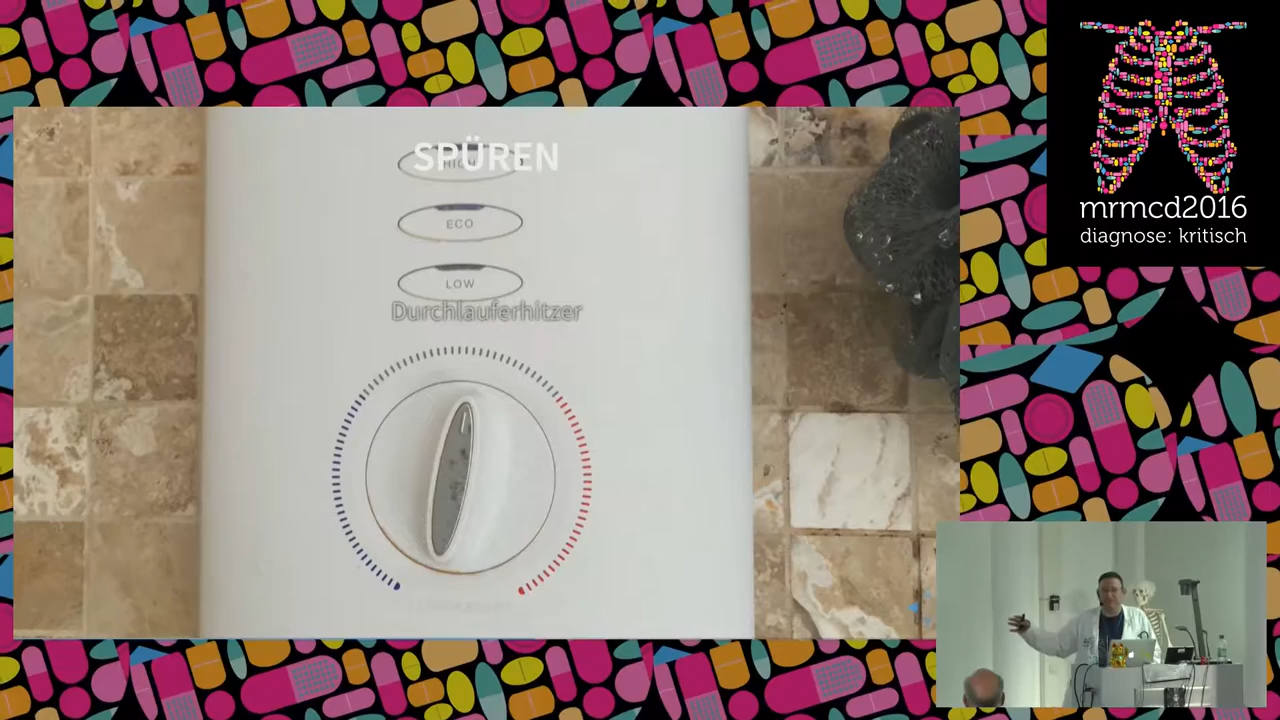 SPÜREN
ECO
LOW
Durchlauferhitzer
mrmcd2016
diagnose: kritisch